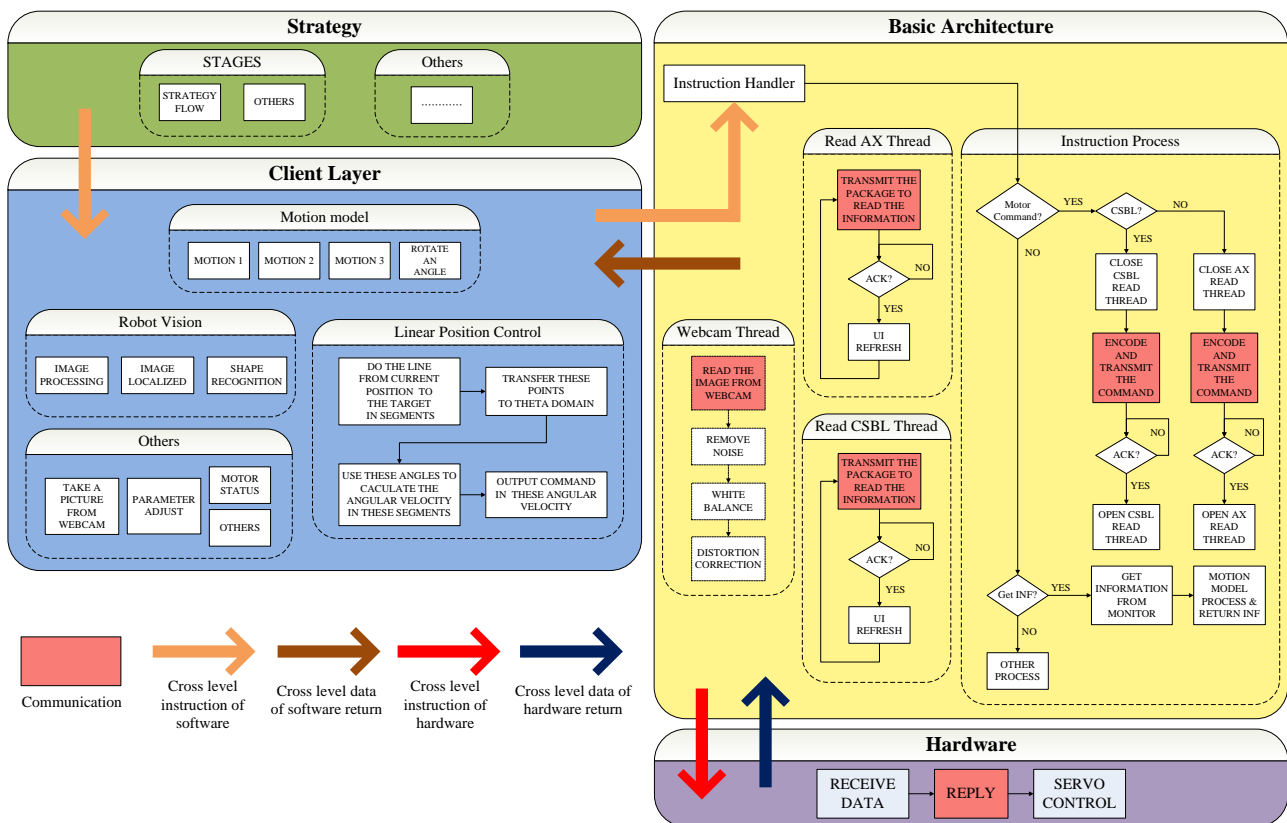 Strategy
STAGES
STRATEGY
FLOW
OTHERS
Others
............
Client Layer
Motion model
MOTION 1
MOTION 2
MOTION 3
ROTATE
AN
ANGLE
Robot Vision
IMAGE
PROCESSING
IMAGE
LOCALIZED
SHAPE
RECOGNITION
Linear Position Control
DO THE LINE
FROM CURRENT
POSITION TO
THE TARGET
IN SEGMENTS
TRANSFER THESE
POINTS
TO THETA DOMAIN
USE THESE ANGLES TO
CACULATE THE
ANGULAR VELOCITY
IN THESE SEGMENTS
OUTPUT COMMAND
IN THESE ANGULAR
VELOCITY
Others
TAKE A
PICTURE
FROM
WEBCAM
PARAMETER
ADJUST
MOTOR
STATUS
OTHERS
Communication
Cross level
instruction of
software
Cross level data
of software return
Cross level
instruction of
hardware
Cross level data of
hardware return
Basic Architecture
Instruction Handler
Webcam Thread
READ THE
IMAGE FROM
WEBCAM
REMOVE
NOISE
WHITE
BALANCE
DISTORTION
CORRECTION
Read AX Thread
TRANSMIT THE
PACKAGE TO
READ THE
INFORMATION
ACK?
NO
YES
UI
REFRESH
Read CSBL Thread
TRANSMIT THE
PACKAGE TO
READ THE
INFORMATION
ACK?
NO
YES
UI
REFRESH
Instruction Process
Motor
Command?
YES
NO
CSBL?
NO
YES
CLOSE
CSBL
READ
THREAD
CLOSE AX
READ
THREAD
ENCODE
AND
TRANSMIT
THE
COMMAND
ENCODE
AND
TRANSMIT
THE
COMMAND
NO
ACK?
YES
NO
ACK?
YES
OPEN CSBL
READ
THREAD
OPEN AX
READ
THREAD
Get INF?
YES
NO
GET
INFORMATION
FROM
MONITOR
MOTION
MODEL
PROCESS &
RETURN INF
OTHER
PROCESS
Hardware
RECEIVE
DATA
REPLY
SERVO
CONTROL